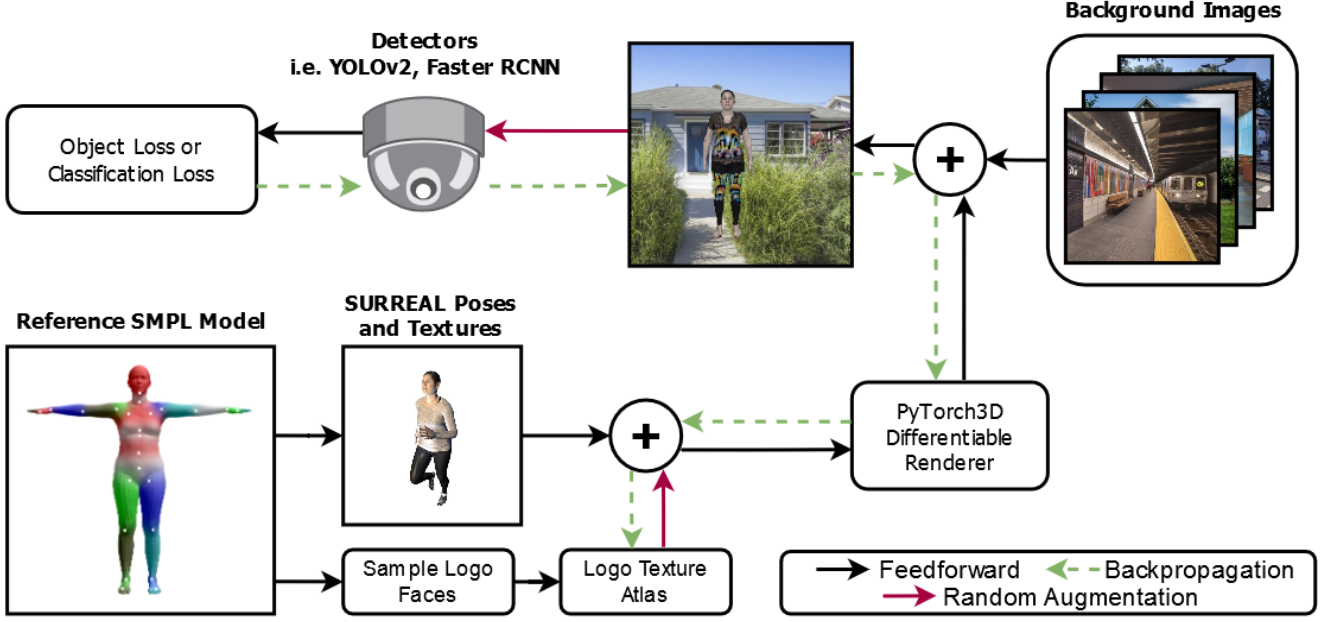 Background Images
Detectors
i.e. YOLOv2, Faster RCNN
Object Loss or
Classification Loss
+
Reference SMPL Model
SURREAL Poses
and Textures
+
PyTorch3D
Differentiable
Renderer
Sample Logo
Faces
Logo Texture
Atlas
Feedforward
Backpropagation
Random Augmentation